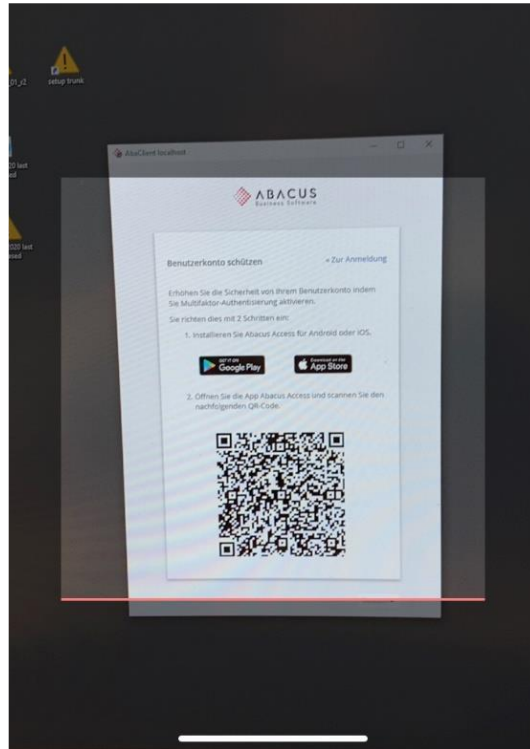 setup trunk
AbaClient localhost
ABACUS
Business Software
Benutzerkonto schützen
« Zur Anmeldung
Erhöhen Sie die Sicherheit von Ihrem Benutzerkonto indem
Sie Multifaktor-Authentisierung aktivieren.
Sie richten dies mit 2 Schritten ein:
1. Installieren Sie Abacus Access für Android oder iOS.
GET IT ON
Google Play
Download on the
App Store
2. Öffnen Sie die App Abacus Access und scannen Sie den
nachfolgenden QR-Code.